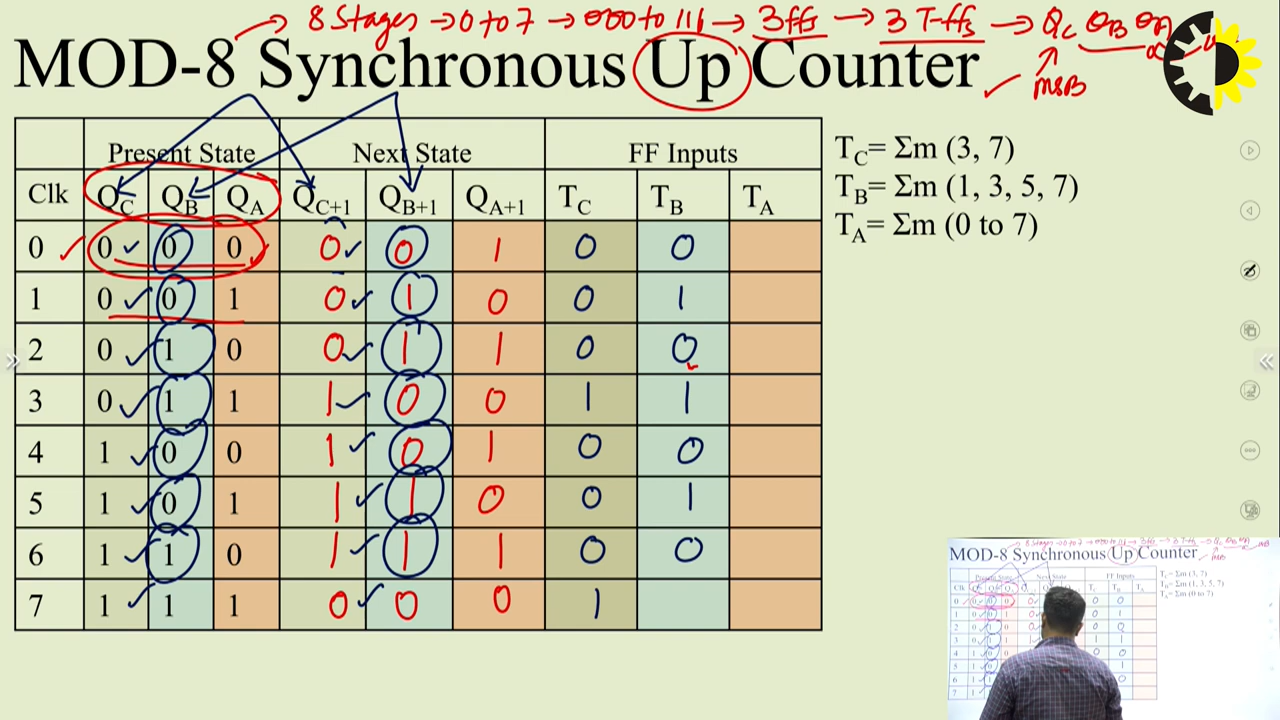 → 8 Stages → 0 to 7 → 000 to 111 → 3 ffs → 3 T-ffs → QC QB QA
MSB
MOD-8 Synchronous Up Counter
Present State Next State FF Inputs
Clk QC QB QA QC+1 QB+1 QA+1 TC TB TA
0 0 0 0 0 0 1 0 0
1 0 0 1 0 1 0 0 1
2 0 1 0 0 1 1 0 0
3 0 1 1 1 0 0 1 1
4 1 0 0 1 0 1 0 0
5 1 0 1 1 1 0 0 1
6 1 1 0 1 1 1 0 0
7 1 1 1 0 0 0 1
TC= Σm (3, 7)
TB= Σm (1, 3, 5, 7)
TA= Σm (0 to 7)
MOD-8 Synchronous Up Counter